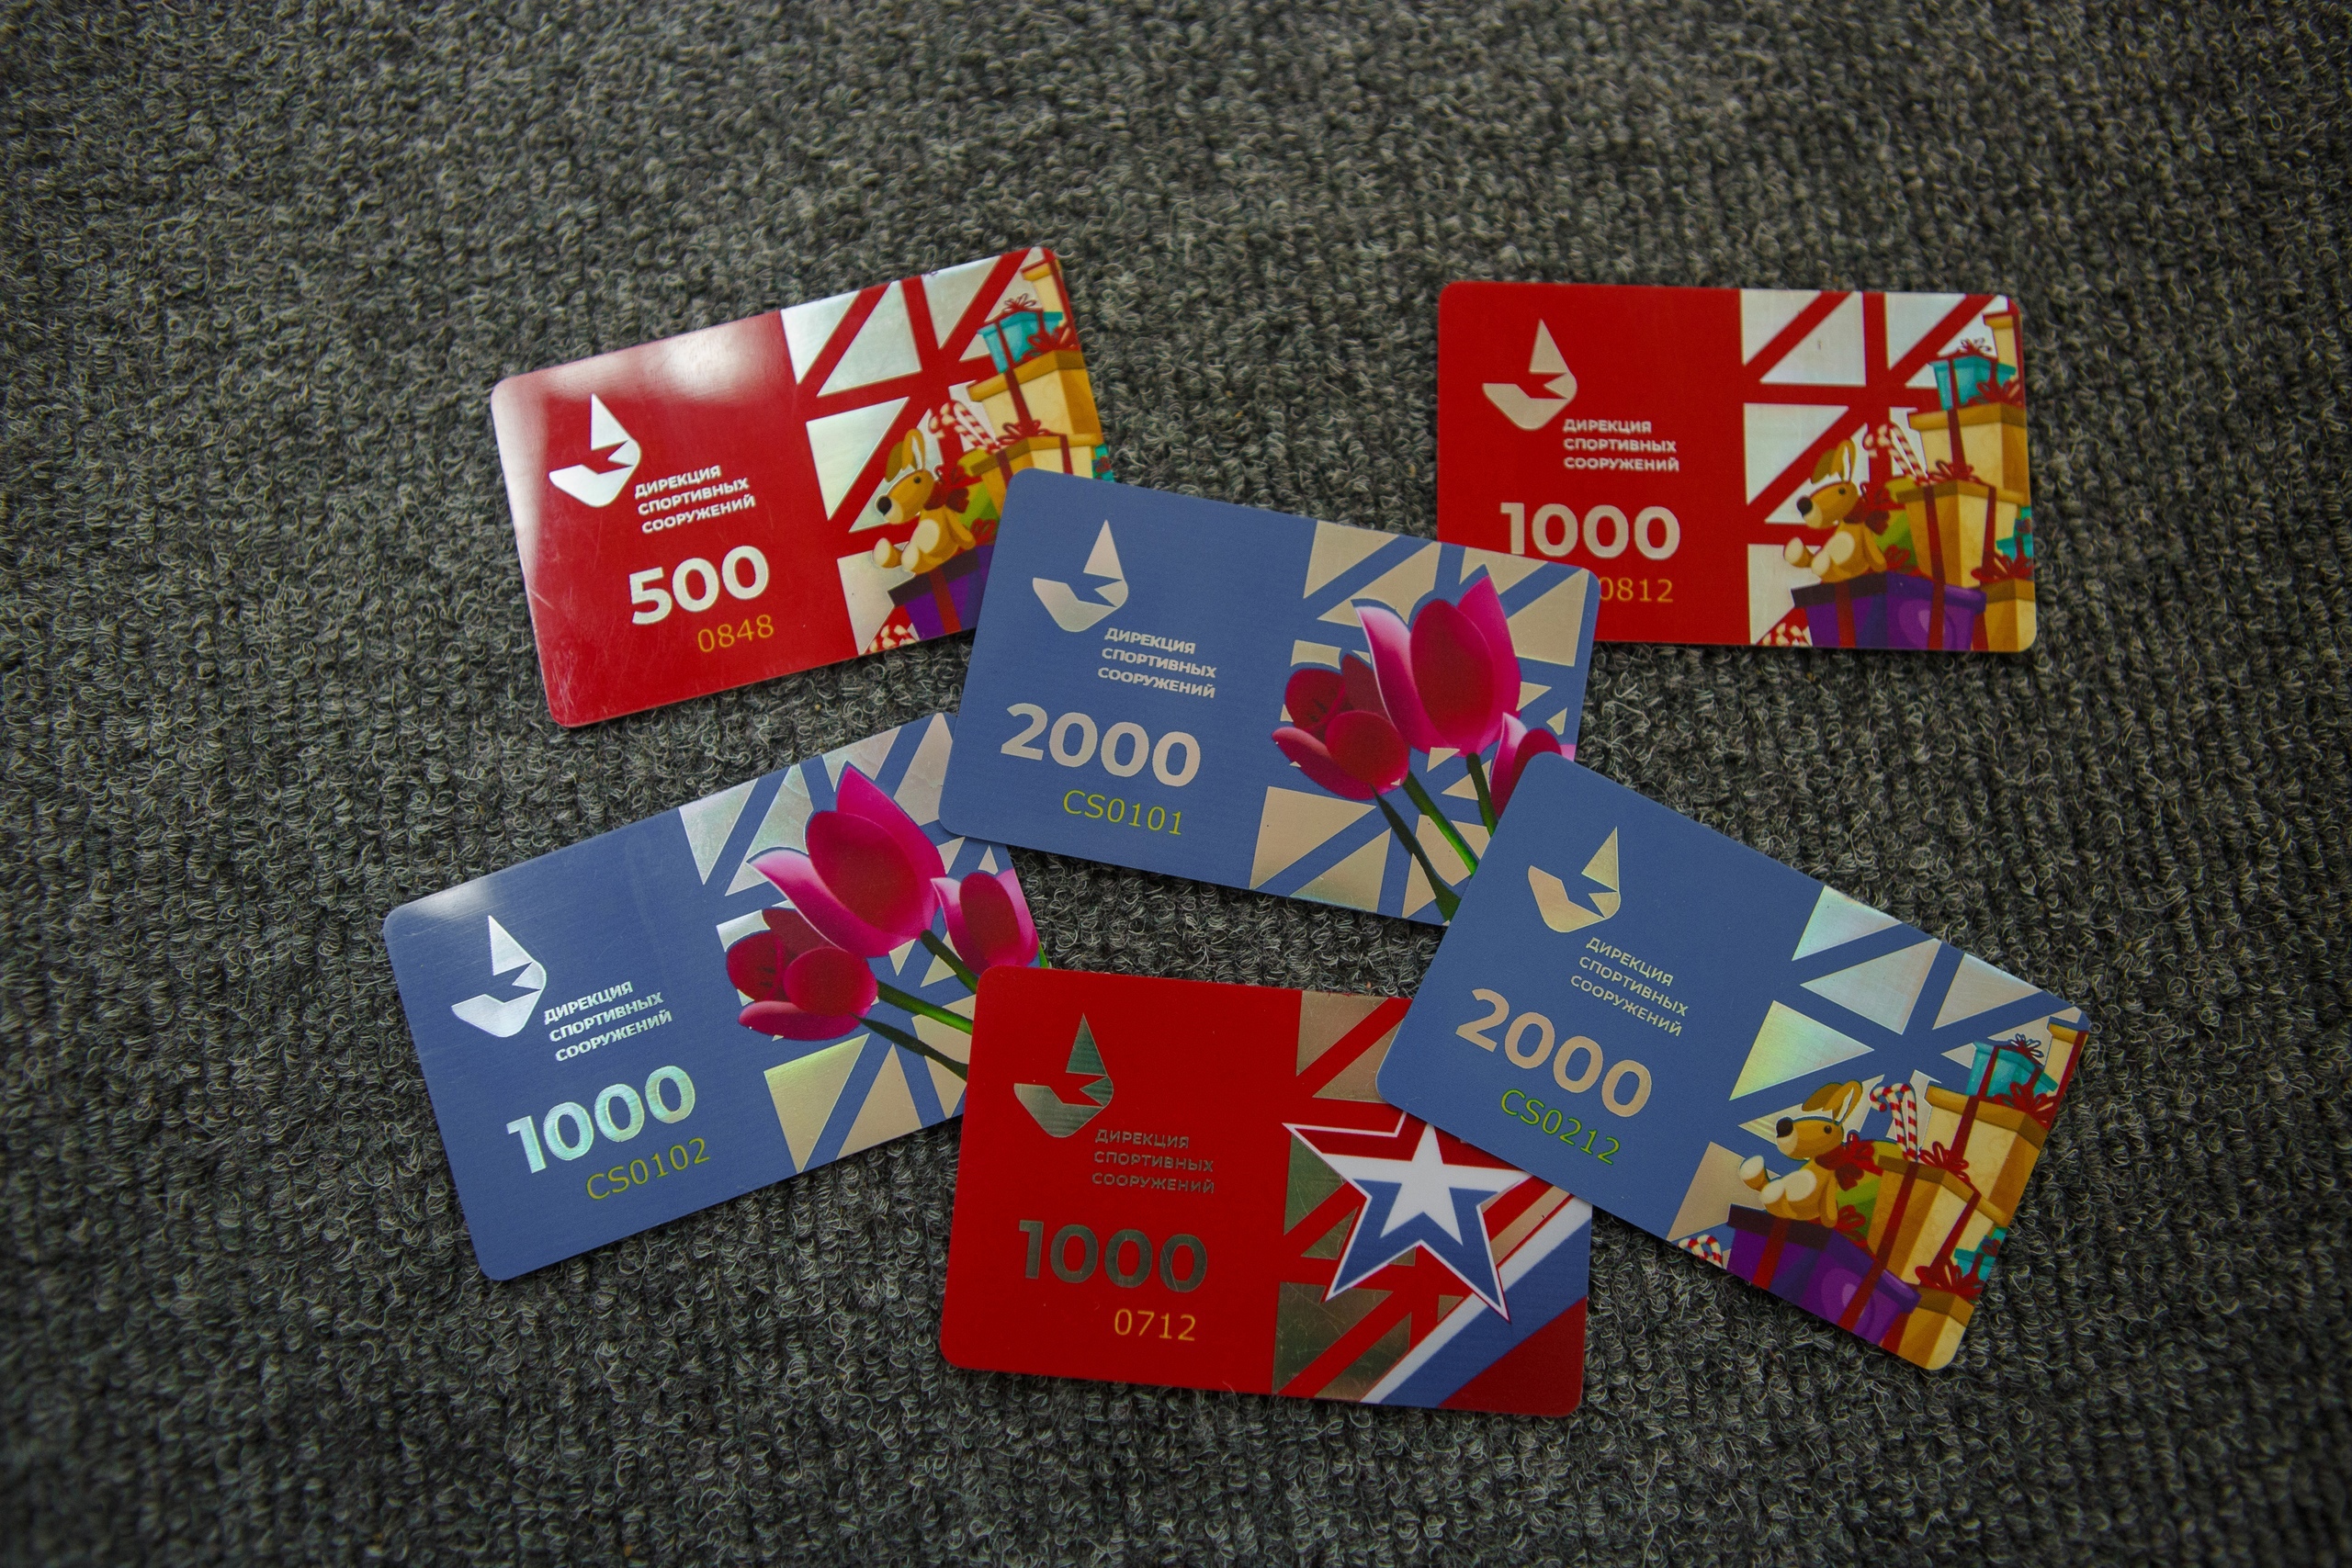 ДИРЕКЦИЯ
СПОРТИВНЫХ
СООРУЖЕНИЙ
500
0848
ДИРЕКЦИЯ
СПОРТИВНЫХ
СООРУЖЕНИЙ
1000
0812
ДИРЕКЦИЯ
СПОРТИВНЫХ
СООРУЖЕНИЙ
2000
CS0101
ДИРЕКЦИЯ
СПОРТИВНЫХ
СООРУЖЕНИЙ
1000
CS0102
ДИРЕКЦИЯ
СПОРТИВНЫХ
СООРУЖЕНИЙ
2000
CS0212
ДИРЕКЦИЯ
СПОРТИВНЫХ
СООРУЖЕНИЙ
1000
0712